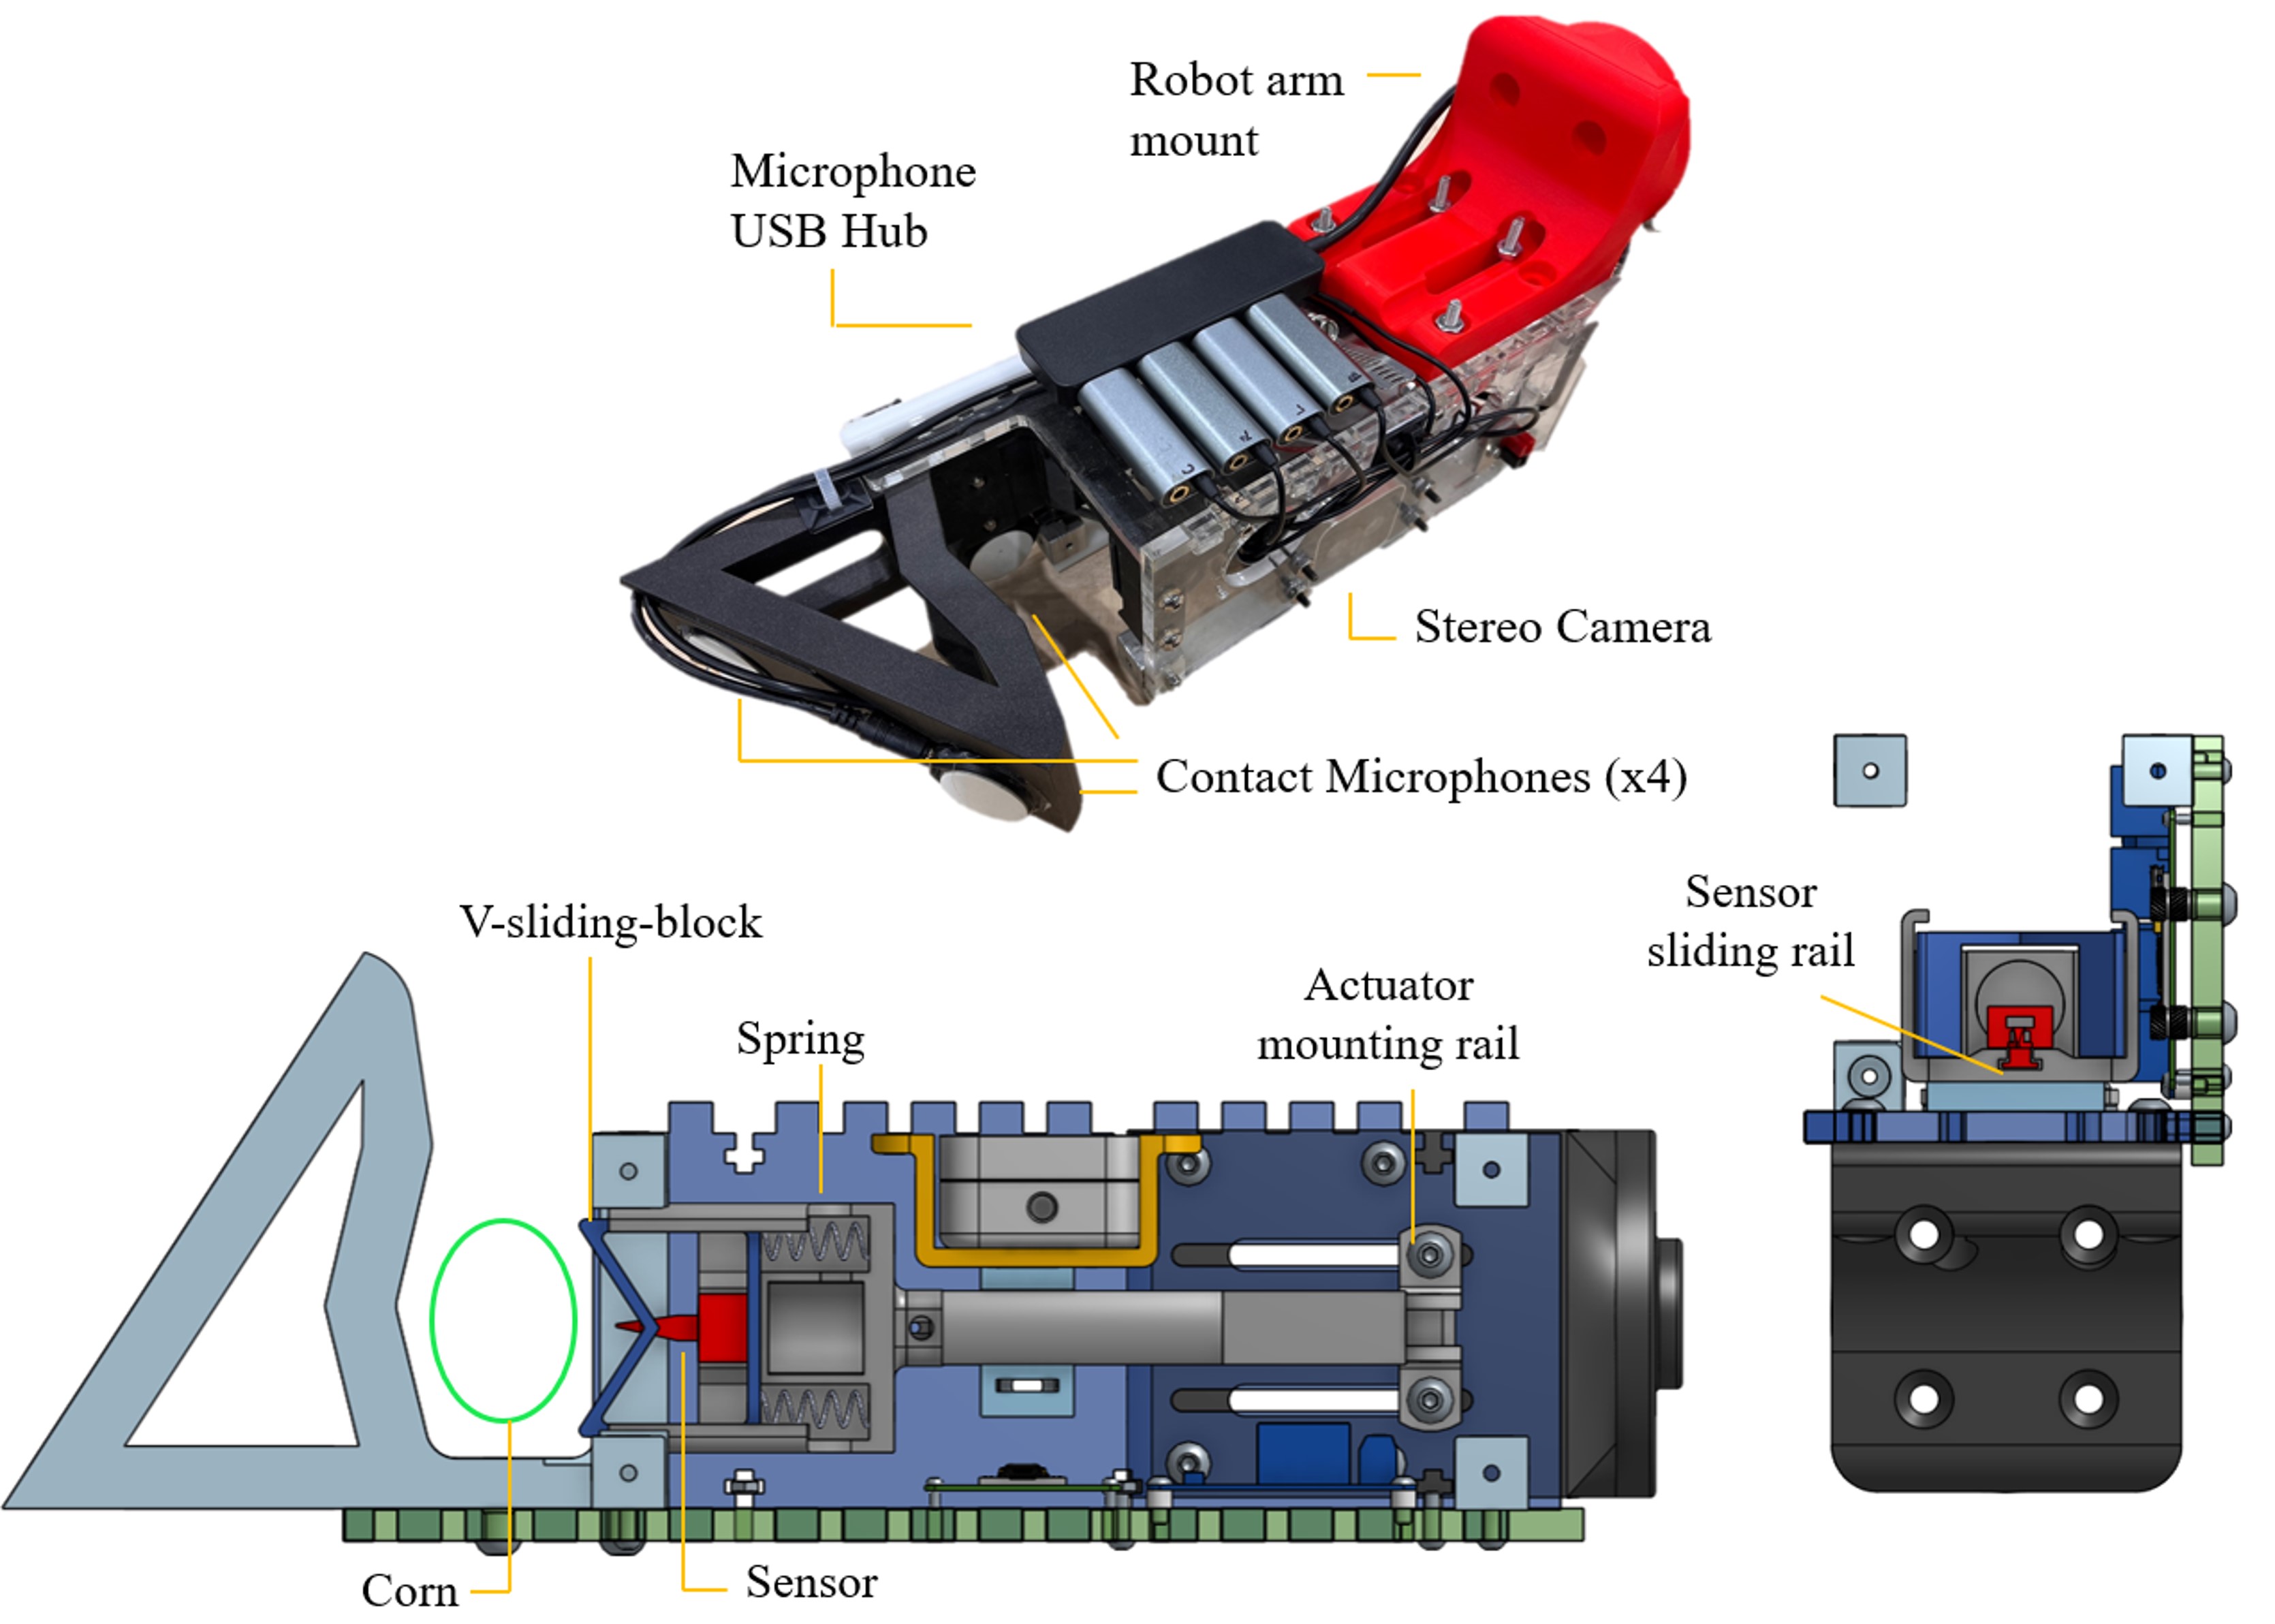 Robot arm
mount
Microphone
USB Hub
Stereo Camera
Contact Microphones (x4)
V-sliding-block
Spring
Actuator
mounting rail
Sensor
sliding rail
Corn
Sensor